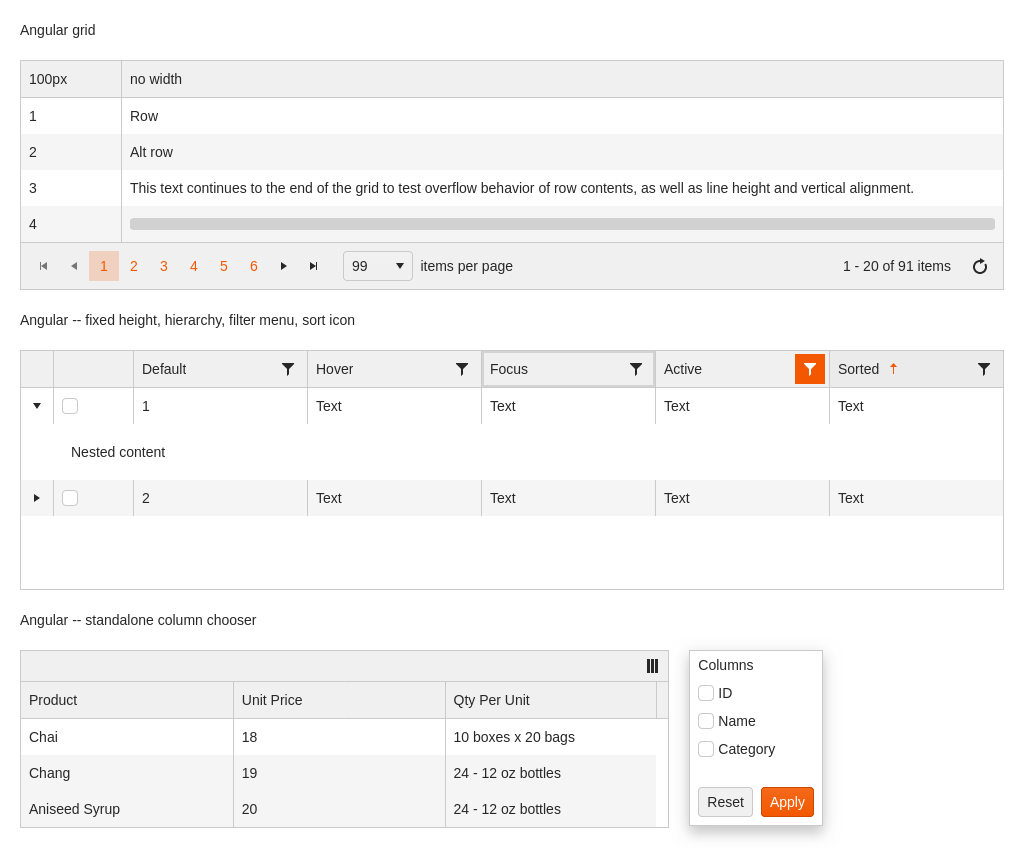 Angular grid
100px no width
1 Row
2 Alt row
3 This text continues to the end of the grid to test overflow behavior of row contents, as well as line height and vertical alignment.
4
1 2 3 4 5 6 99 items per page 1 - 20 of 91 items
Angular -- fixed height, hierarchy, filter menu, sort icon
Default Hover Focus Active Sorted
1 Text Text Text Text
Nested content
2 Text Text Text Text
Angular -- standalone column chooser
Product Unit Price Qty Per Unit
Chai 18 10 boxes x 20 bags
Chang 19 24 - 12 oz bottles
Aniseed Syrup 20 24 - 12 oz bottles
Columns
ID
Name
Category
Reset Apply